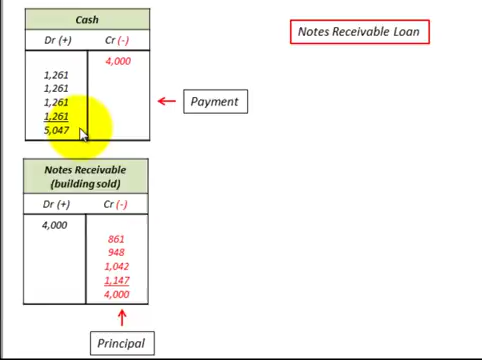 Cash
Dr (+) Cr (-)
4,000
1,261
1,261
1,261
1,261
5,047
Payment
Notes Receivable Loan
Notes Receivable
(building sold)
Dr (+) Cr (-)
4,000
861
948
1,042
1,147
4,000
Principal